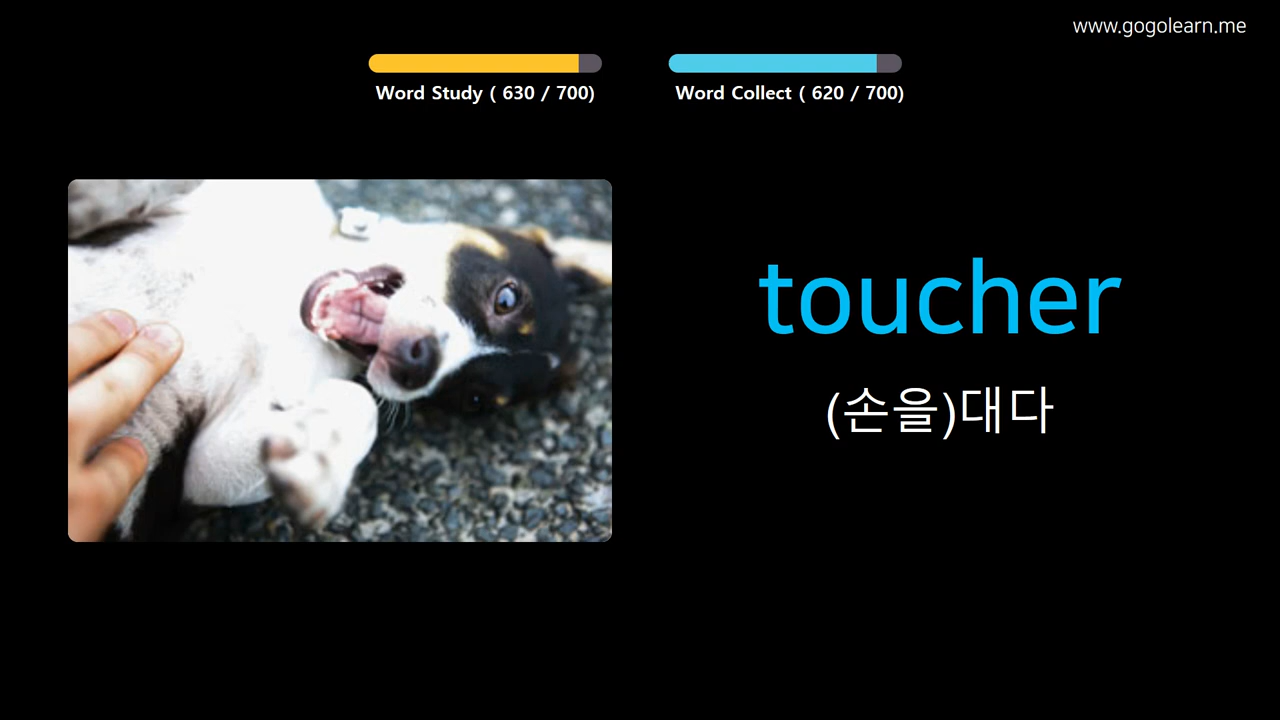 www.gogolearn.me
Word Study ( 630 / 700)
Word Collect ( 620 / 700)
toucher
(손을)대다